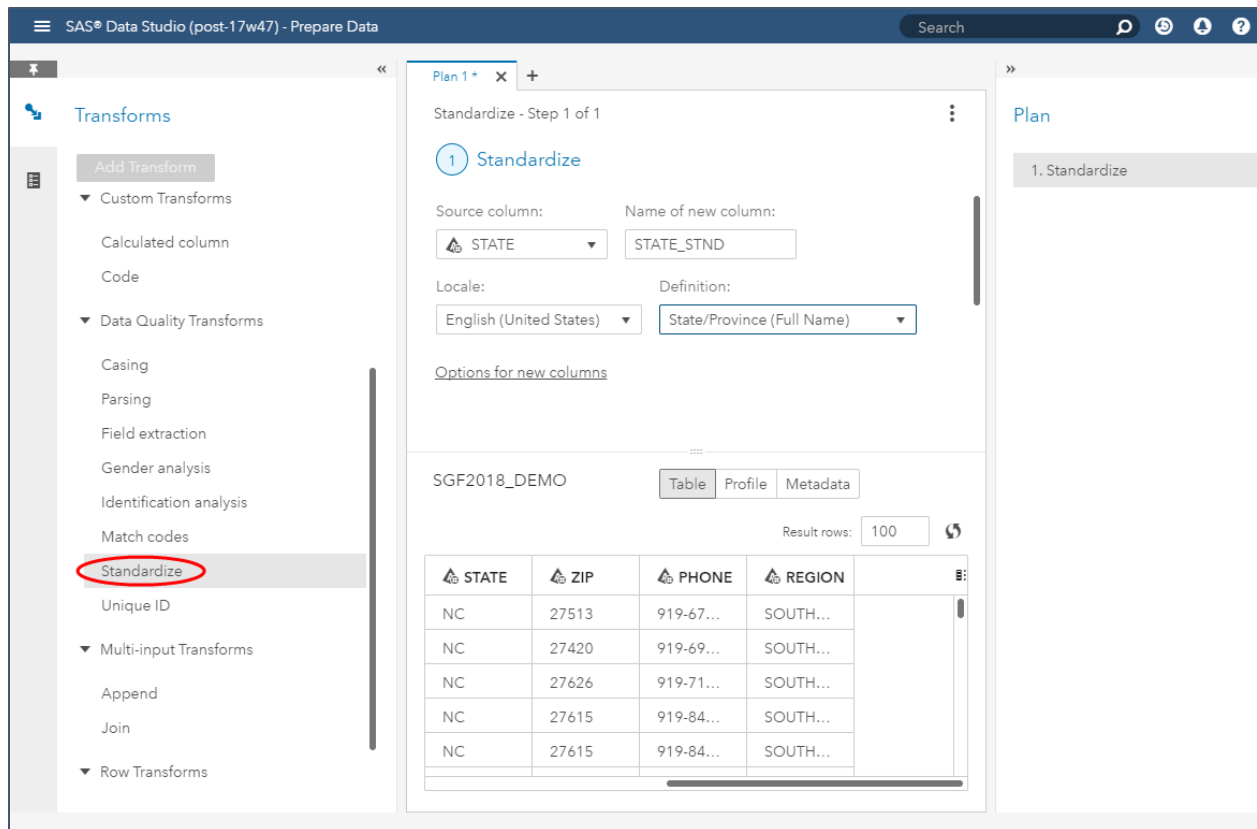 SAS® Data Studio (post-17w47) - Prepare Data
Search
Transforms
Add Transform
Custom Transforms
Calculated column
Code
Data Quality Transforms
Casing
Parsing
Field extraction
Gender analysis
Identification analysis
Match codes
Standardize
Unique ID
Multi-input Transforms
Append
Join
Row Transforms
Plan 1 *
Standardize - Step 1 of 1
1 Standardize
Source column: Name of new column:
STATE STATE_STND
Locale: Definition:
English (United States) State/Province (Full Name)
Options for new columns
SGF2018_DEMO Table Profile Metadata
Result rows: 100
STATE ZIP PHONE REGION
NC 27513 919-67... SOUTH...
NC 27420 919-69... SOUTH...
NC 27626 919-71... SOUTH...
NC 27615 919-84... SOUTH...
NC 27615 919-84... SOUTH...
Plan
1. Standardize